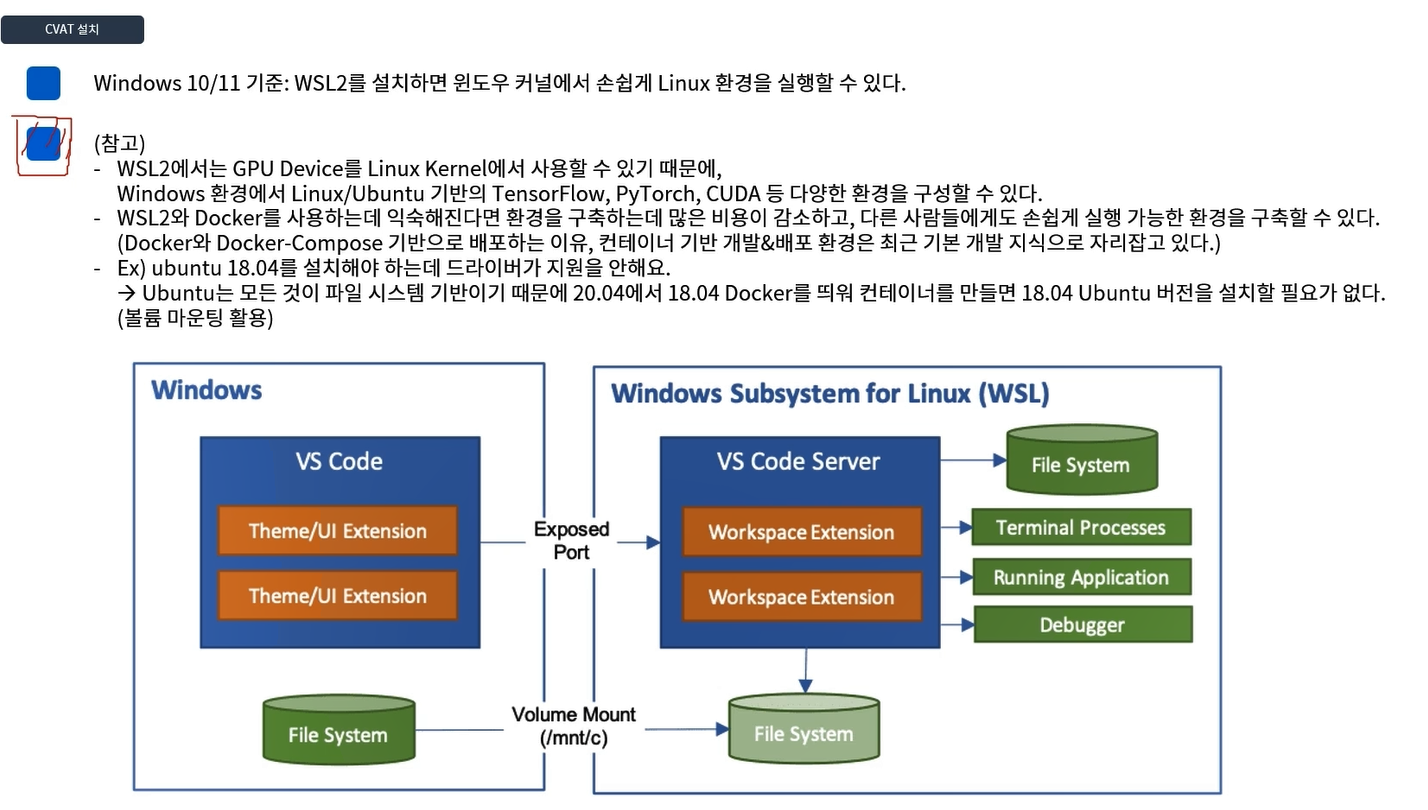 CVAT 설치
Windows 10/11 기준: WSL2를 설치하면 윈도우 커널에서 손쉽게 Linux 환경을 실행할 수 있다.
(참고)
- WSL2에서는 GPU Device를 Linux Kernel에서 사용할 수 있기 때문에,
Windows 환경에서 Linux/Ubuntu 기반의 TensorFlow, PyTorch, CUDA 등 다양한 환경을 구성할 수 있다.
- WSL2와 Docker를 사용하는데 익숙해진다면 환경을 구축하는데 많은 비용이 감소하고, 다른 사람들에게도 손쉽게 실행 가능한 환경을 구축할 수 있다.
(Docker와 Docker-Compose 기반으로 배포하는 이유, 컨테이너 기반 개발&배포 환경은 최근 기본 개발 지식으로 자리잡고 있다.)
- Ex) ubuntu 18.04를 설치해야 하는데 드라이버가 지원을 안해요.
→ Ubuntu는 모든 것이 파일 시스템 기반이기 때문에 20.04에서 18.04 Docker를 띄워 컨테이너를 만들면 18.04 Ubuntu 버전을 설치할 필요가 없다.
(볼륨 마운팅 활용)
Windows
VS Code
Theme/UI Extension
Theme/UI Extension
File System
Exposed
Port
Volume Mount
(/mnt/c)
Windows Subsystem for Linux (WSL)
VS Code Server
Workspace Extension
Workspace Extension
File System
Terminal Processes
Running Application
Debugger
File System